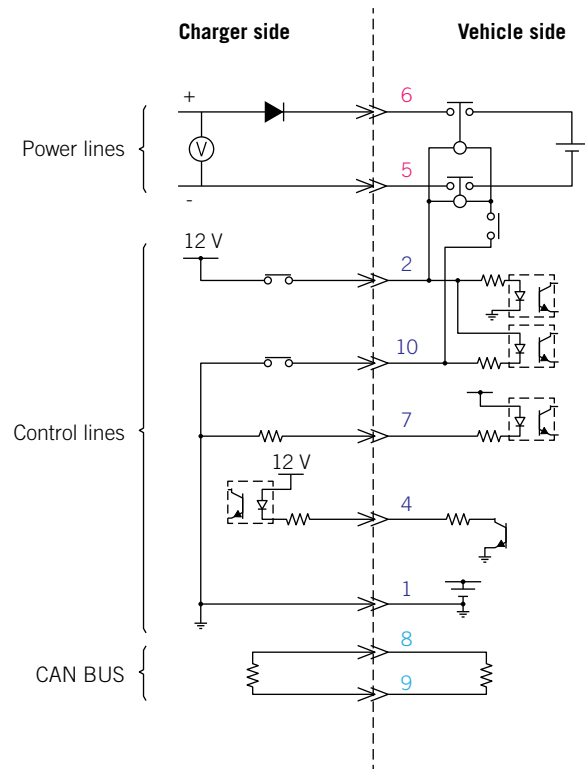 Charger side
Vehicle side
+
6
Power lines
V
5
-
12 V
2
10
Control lines
7
12 V
4
1
8
CAN BUS
9